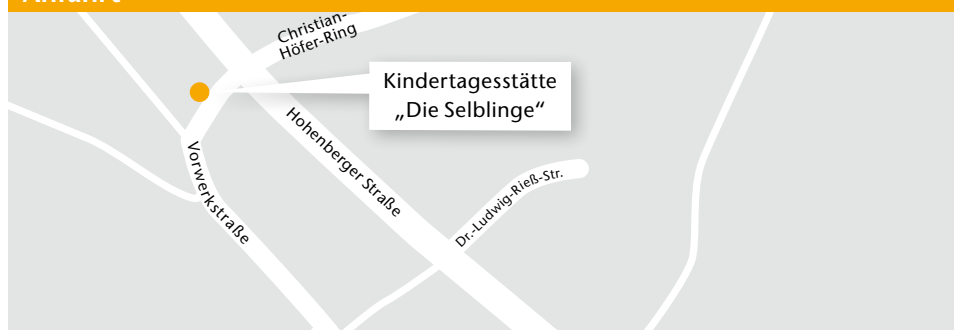 Christian-
Höfer-Ring
Kindertagesstätte
„Die Selblinge“
Hohenberger Straße
Vorwerkstraße
Dr.-Ludwig-Rieß-Str.